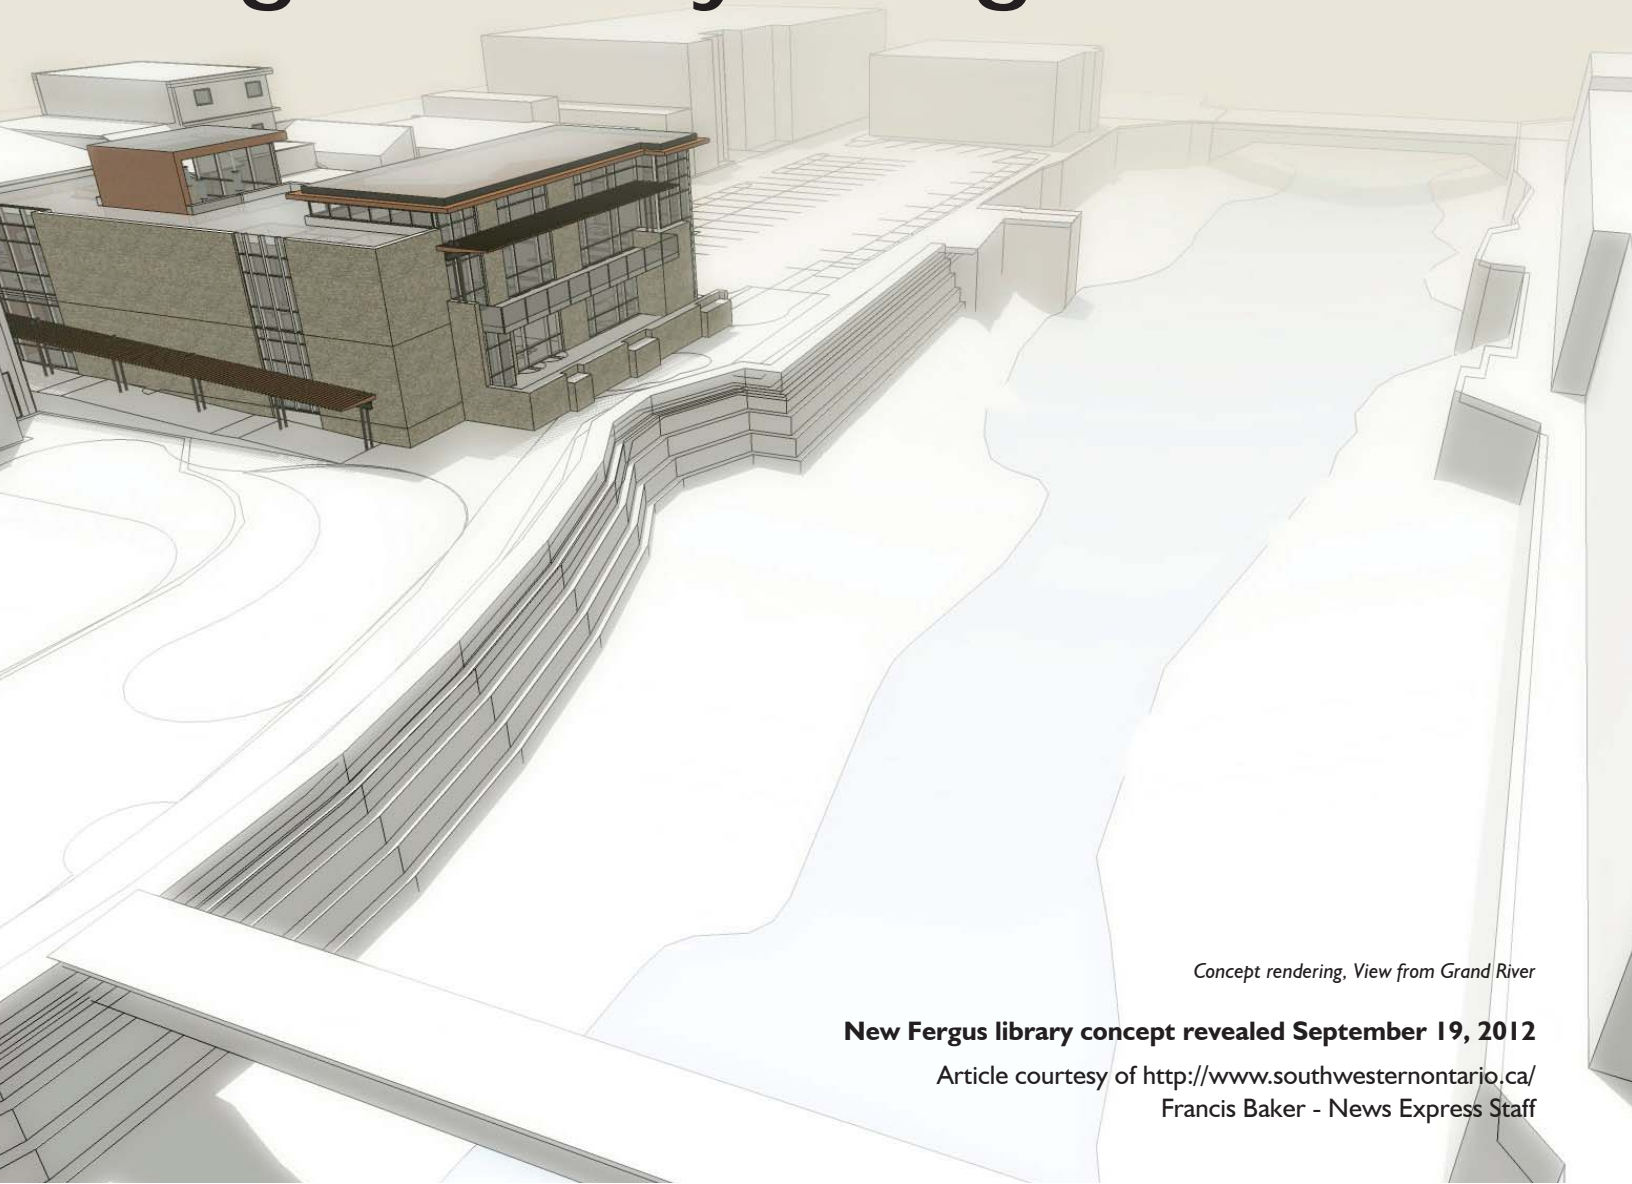 Concept rendering, View from Grand River
New Fergus library concept revealed September 19, 2012
Article courtesy of http://www.southwesternontario.ca/
Francis Baker - News Express Staff